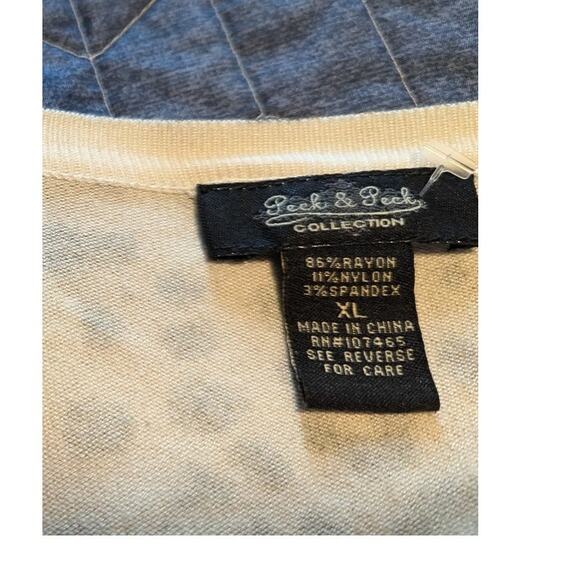 Peck & Peck
COLLECTION
86%RAYON
11%NYLON
3%SPANDEX
XL
MADE IN CHINA
RN#107465
SEE REVERSE
FOR CARE